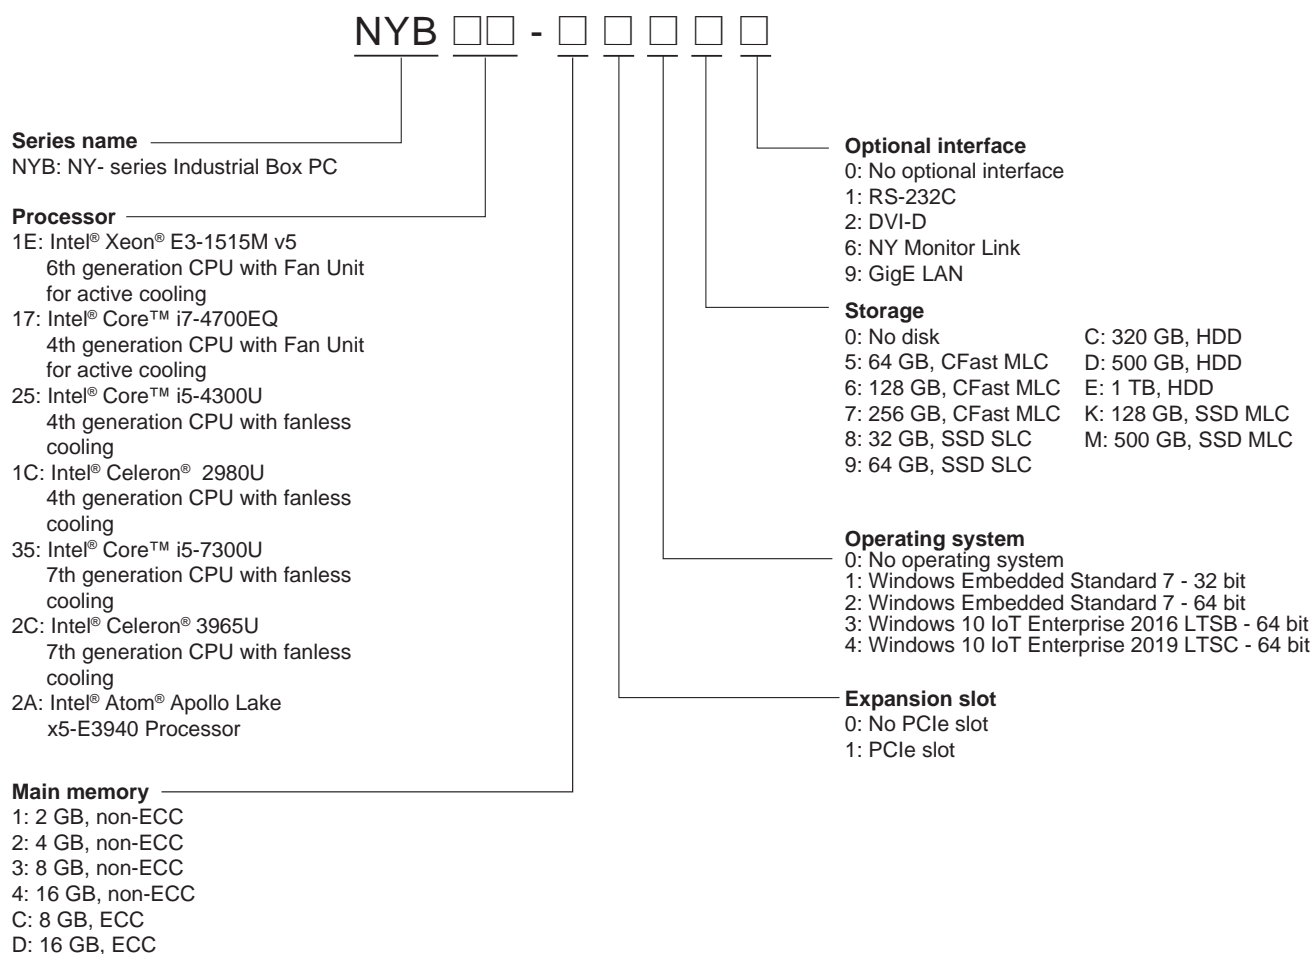 NYB □□ - □ □ □ □ □
Series name
NYB: NY- series Industrial Box PC
Processor
1E: Intel® Xeon® E3-1515M v5
6th generation CPU with Fan Unit
for active cooling
17: Intel® Core™ i7-4700EQ
4th generation CPU with Fan Unit
for active cooling
25: Intel® Core™ i5-4300U
4th generation CPU with fanless
cooling
1C: Intel® Celeron® 2980U
4th generation CPU with fanless
cooling
35: Intel® Core™ i5-7300U
7th generation CPU with fanless
cooling
2C: Intel® Celeron® 3965U
7th generation CPU with fanless
cooling
2A: Intel® Atom® Apollo Lake
x5-E3940 Processor
Main memory
1: 2 GB, non-ECC
2: 4 GB, non-ECC
3: 8 GB, non-ECC
4: 16 GB, non-ECC
C: 8 GB, ECC
D: 16 GB, ECC
Optional interface
0: No optional interface
1: RS-232C
2: DVI-D
6: NY Monitor Link
9: GigE LAN
Storage
0: No disk
5: 64 GB, CFast MLC
6: 128 GB, CFast MLC
7: 256 GB, CFast MLC
8: 32 GB, SSD SLC
9: 64 GB, SSD SLC
C: 320 GB, HDD
D: 500 GB, HDD
E: 1 TB, HDD
K: 128 GB, SSD MLC
M: 500 GB, SSD MLC
Operating system
0: No operating system
1: Windows Embedded Standard 7 - 32 bit
2: Windows Embedded Standard 7 - 64 bit
3: Windows 10 IoT Enterprise 2016 LTSB - 64 bit
4: Windows 10 IoT Enterprise 2019 LTSC - 64 bit
Expansion slot
0: No PCIe slot
1: PCIe slot